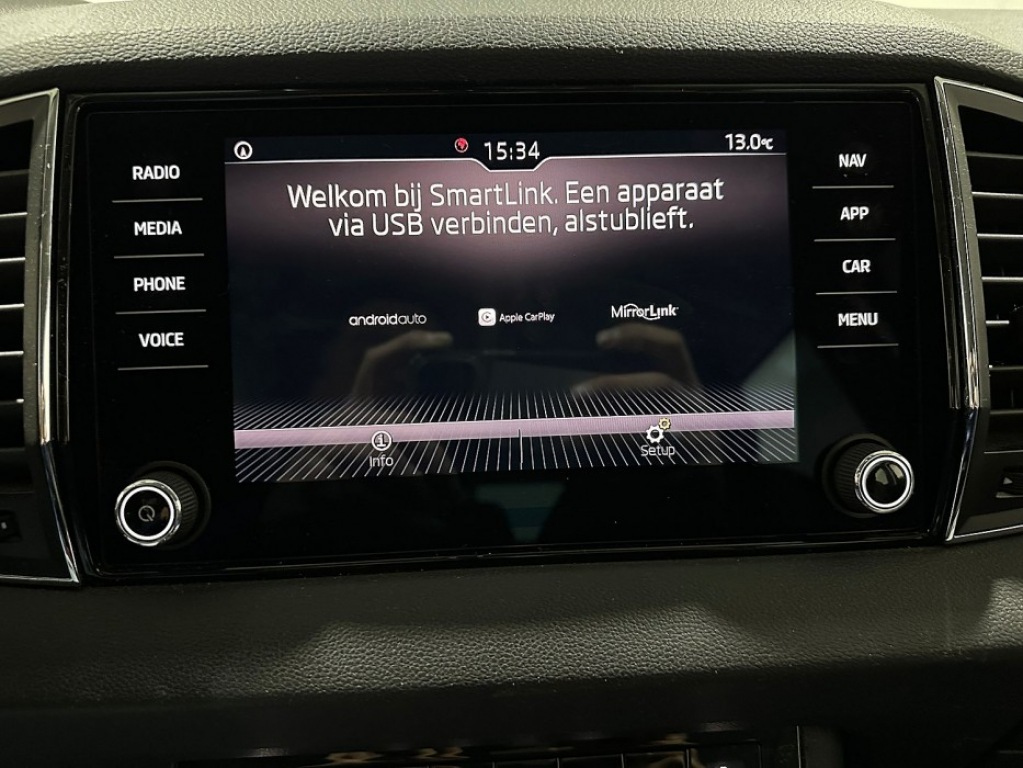 15:34
13.0°C
Welkom bij SmartLink. Een apparaat
via USB verbinden, alstublieft.
androidauto
Apple CarPlay
MirrorLink
Info
Setup
RADIO
MEDIA
PHONE
VOICE
NAV
APP
CAR
MENU